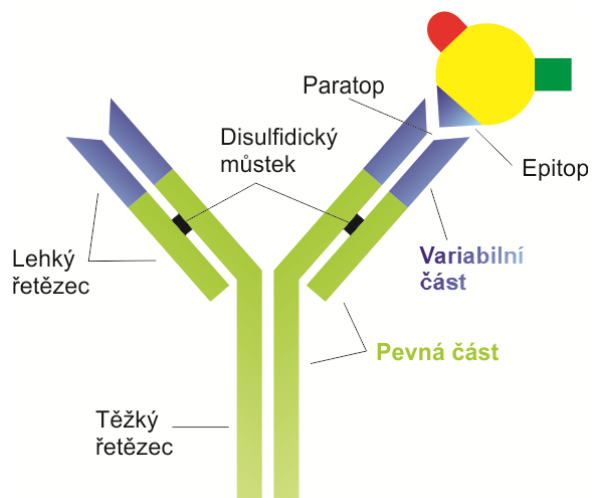 Paratop
Disulfidický
můstek
Epitop
Lehký
řetězec
Variabilní
část
Pevná část
Těžký
řetězec